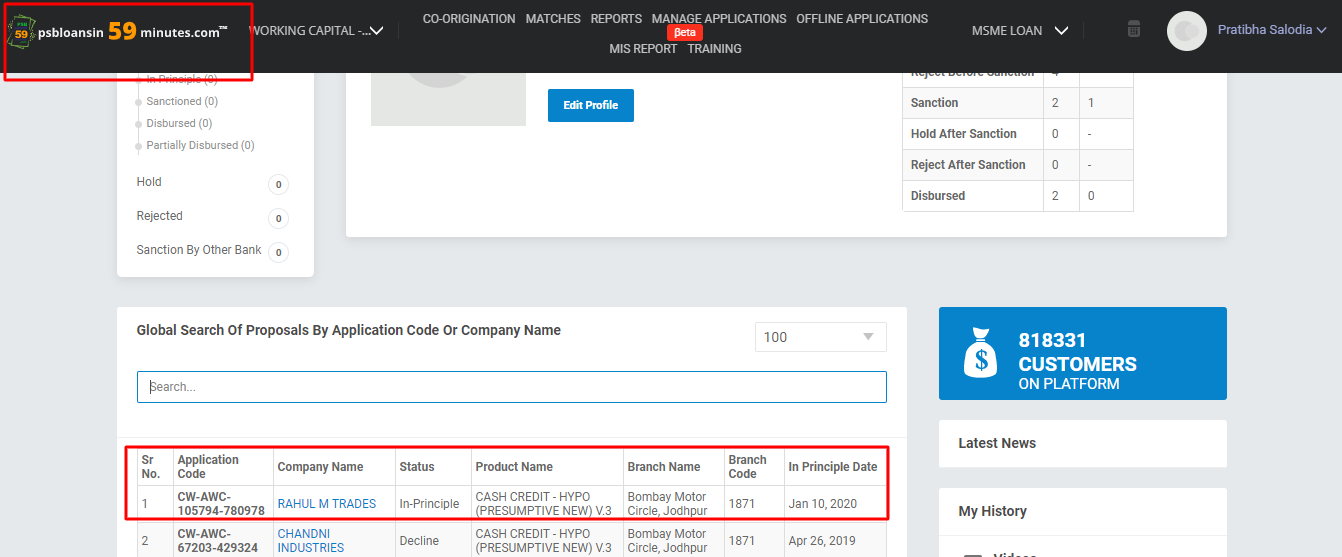 psbloansin 59 minutes.com™
PSB
59
WORKING CAPITAL -...
CO-ORIGINATION MATCHES REPORTS MANAGE APPLICATIONS OFFLINE APPLICATIONS
βeta
MIS REPORT TRAINING
MSME LOAN
Pratibha Salodia
In Principle (0)
Sanctioned (0)
Disbursed (0)
Partially Disbursed (0)
Hold 0
Rejected 0
Sanction By Other Bank 0
Edit Profile
Reject Before Sanction 4 -
Sanction 2 1
Hold After Sanction 0 -
Reject After Sanction 0 -
Disbursed 2 0
Global Search Of Proposals By Application Code Or Company Name
100
Search...
Sr No. Application Code Company Name Status Product Name Branch Name Branch Code In Principle Date
1 CW-AWC-105794-780978 RAHUL M TRADES In-Principle CASH CREDIT - HYPO (PRESUMPTIVE NEW) V.3 Bombay Motor Circle, Jodhpur 1871 Jan 10, 2020
2 CW-AWC-67203-429324 CHANDNI INDUSTRIES Decline CASH CREDIT - HYPO (PRESUMPTIVE NEW) V.3 Bombay Motor Circle, Jodhpur 1871 Apr 26, 2019
818331
CUSTOMERS
ON PLATFORM
Latest News
My History
Videos